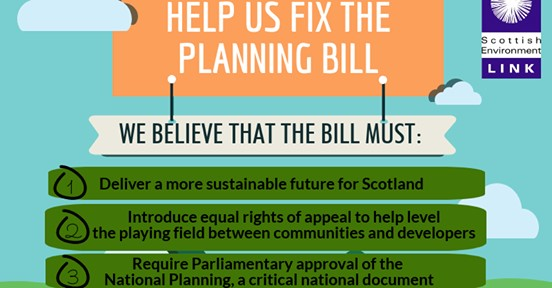 HELP US FIX THE
PLANNING BILL
Scottish
Environment
LINK
WE BELIEVE THAT THE BILL MUST:
1 Deliver a more sustainable future for Scotland
2 Introduce equal rights of appeal to help level
the playing field between communities and developers
3 Require Parliamentary approval of the
National Planning, a critical national document